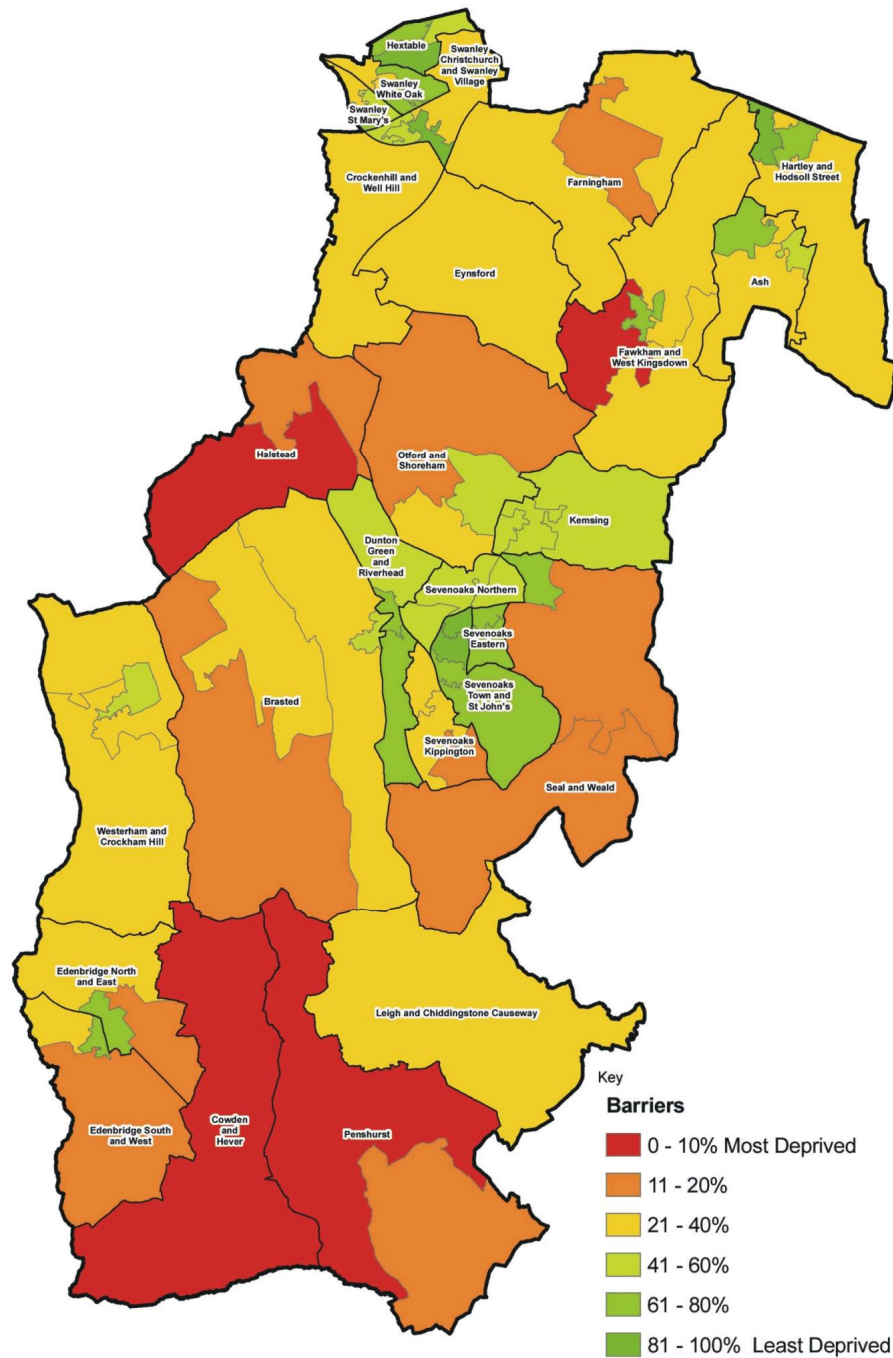 Hextable
Swanley
Christchurch
and Swanley
Village
Swanley
White Oak
Swanley
St Mary's
Crockenhill and
Well Hill
Farningham
Hartley and
Hodsoll Street
Eynsford
Ash
Fawkham and
West Kingsdown
Halstead
Otford and
Shoreham
Kemsing
Dunton
Green
and
Riverhead
Sevenoaks Northern
Sevenoaks
Eastern
Sevenoaks
Town and
St John's
Brasted
Sevenoaks
Kippington
Seal and Weald
Westerham and
Crockham Hill
Edenbridge North
and East
Leigh and Chiddingstone Causeway
Cowden
and
Hever
Penshurst
Edenbridge South
and West
Key
Barriers
0 - 10% Most Deprived
11 - 20%
21 - 40%
41 - 60%
61 - 80%
81 - 100% Least Deprived